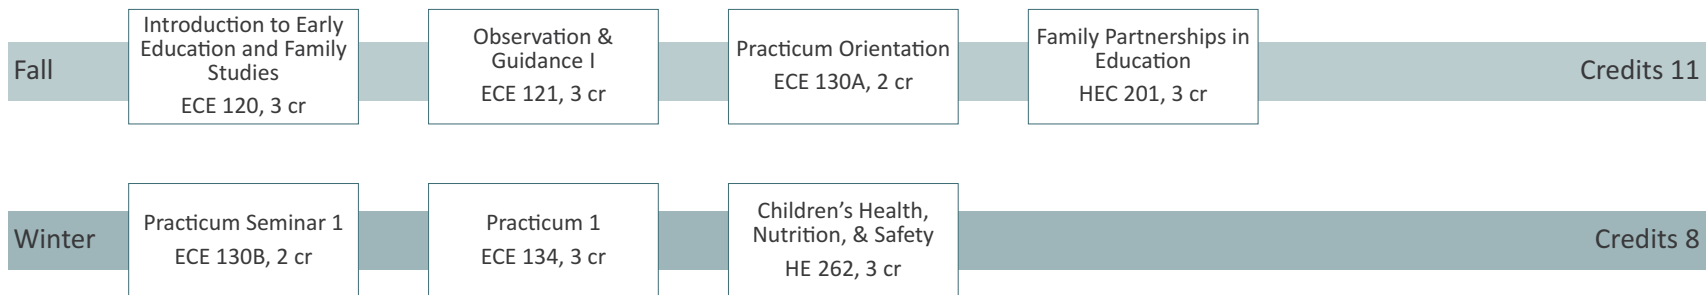 Fall
Introduction to Early
Education and Family
Studies
ECE 120, 3 cr
Observation &
Guidance I
ECE 121, 3 cr
Practicum Orientation
ECE 130A, 2 cr
Family Partnerships in
Education
HEC 201, 3 cr
Credits 11
Winter
Practicum Seminar 1
ECE 130B, 2 cr
Practicum 1
ECE 134, 3 cr
Children’s Health,
Nutrition, & Safety
HE 262, 3 cr
Credits 8